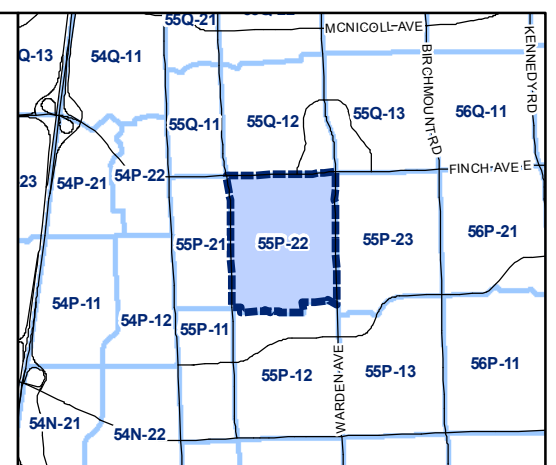 55Q-21
MCNICOLL AVE
Q-13
54Q-11
BIRCHMOUNT RD
KENNEDY RD
55Q-11
55Q-12
55Q-13
56Q-11
FINCH AVE E
23
54P-21
54P-22
55P-21
55P-22
55P-23
56P-21
54P-11
54P-12
55P-11
WARDEN AVE
55P-12
55P-13
56P-11
54N-21
54N-22